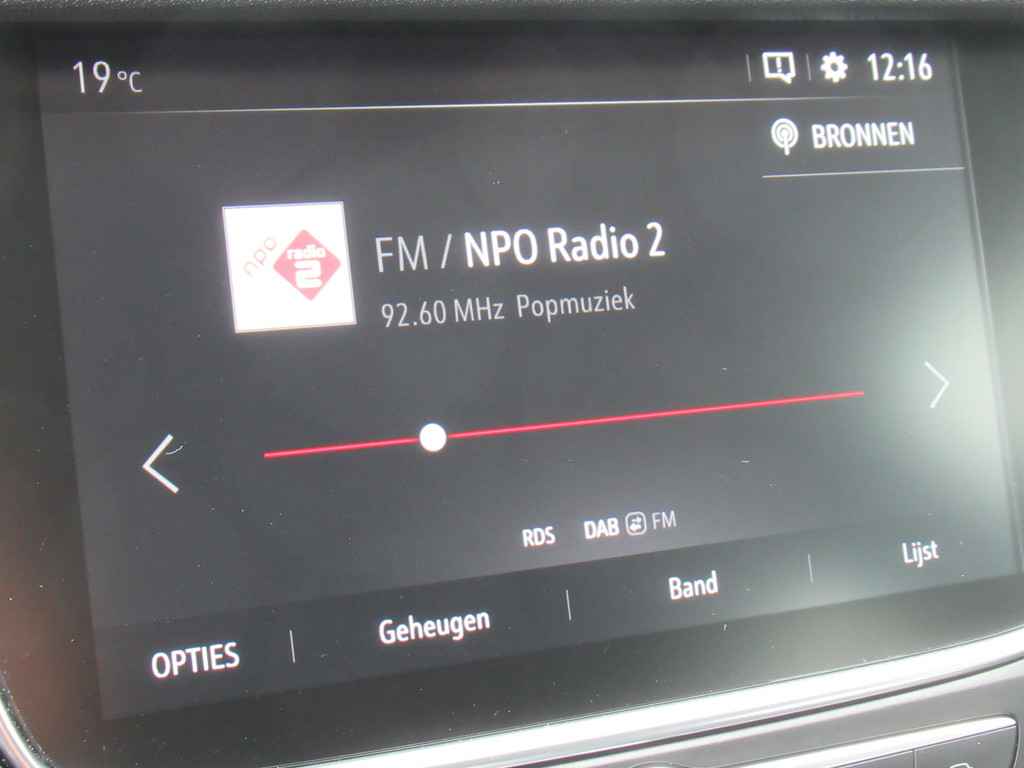 19°C
12:16
BRONNEN
npo radio 2
FM / NPO Radio 2
92.60 MHz Popmuziek
RDS DAB FM
OPTIES Geheugen Band Lijst